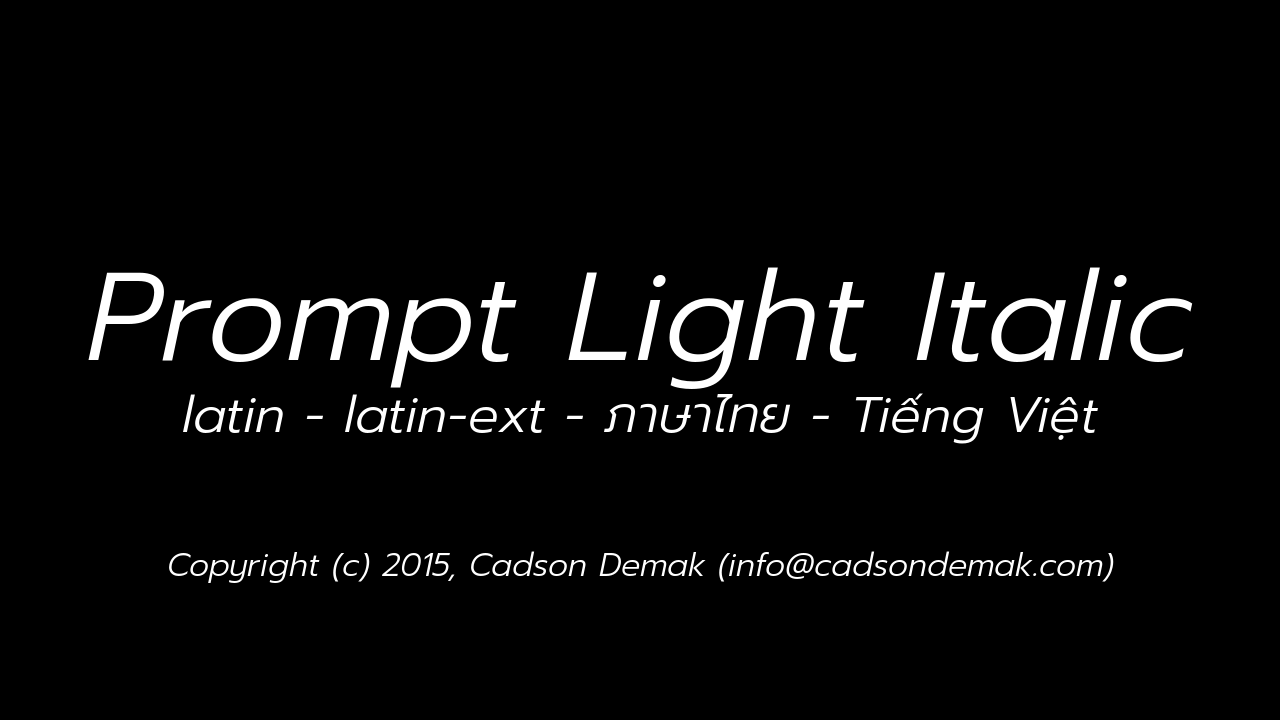 Prompt Light Italic
latin - latin-ext - ภาษาไทย - Tiếng Việt
Copyright (c) 2015, Cadson Demak (info@cadsondemak.com)